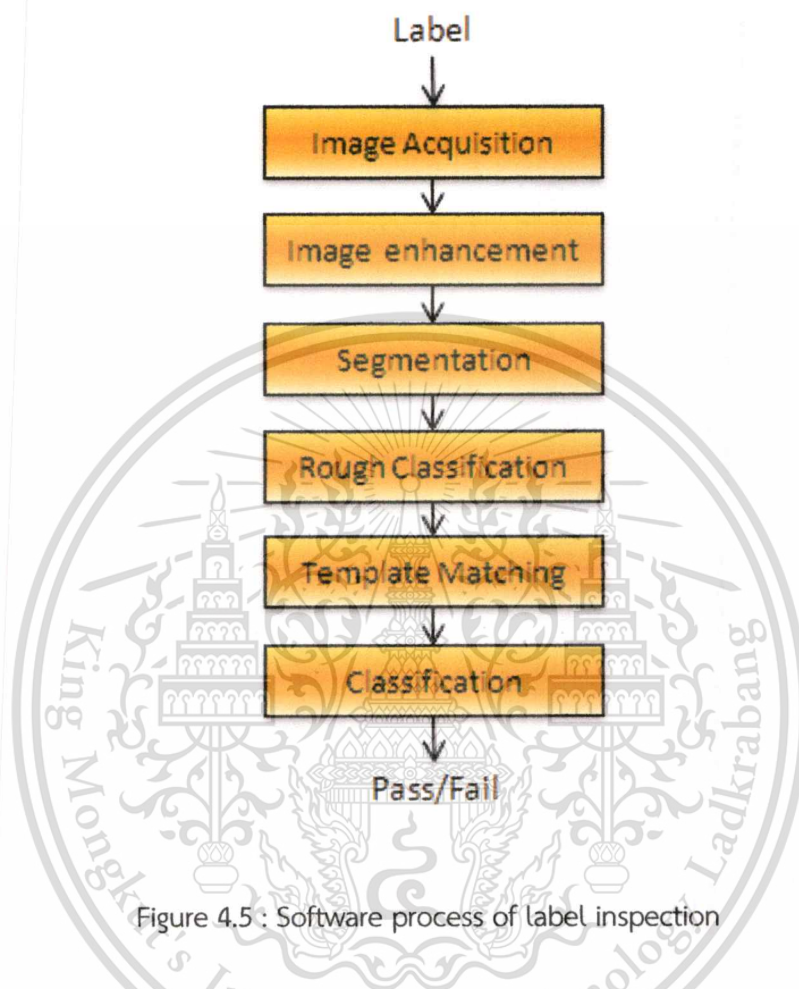 Label
Image Acquisition
Image enhancement
Segmentation
Rough Classification
Template Matching
Classification
Pass/Fail
King Mongkut's
Ladkrabang
Figure 4.5 : Software process of label inspection